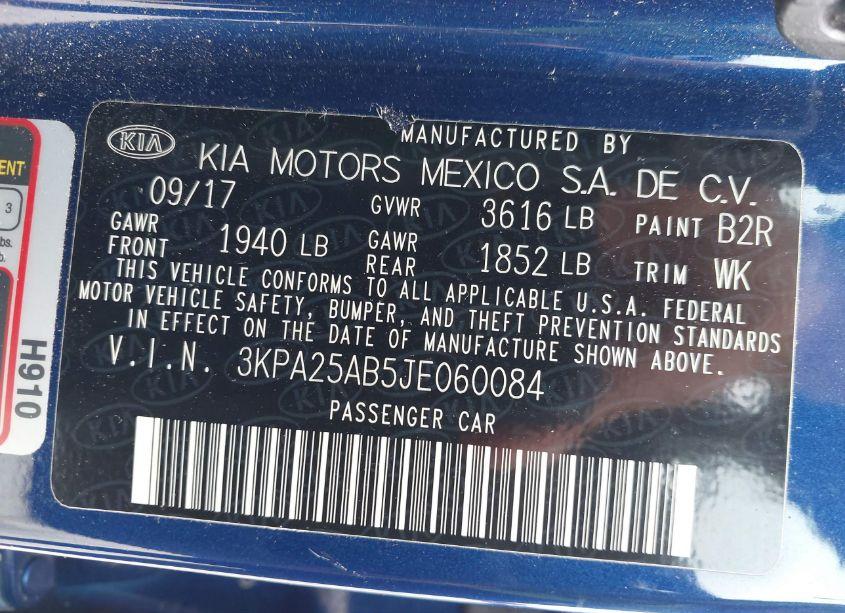 KIA
MANUFACTURED BY
KIA MOTORS MEXICO S.A. DE C.V.
09/17 GVWR 3616 LB PAINT B2R
GAWR FRONT 1940 LB GAWR REAR 1852 LB TRIM WK
THIS VEHICLE CONFORMS TO ALL APPLICABLE U.S.A. FEDERAL
MOTOR VEHICLE SAFETY, BUMPER, AND THEFT PREVENTION STANDARDS
IN EFFECT ON THE DATE OF MANUFACTURE SHOWN ABOVE.
V.I.N. 3KPA25AB5JE060084
PASSENGER CAR
3
H910